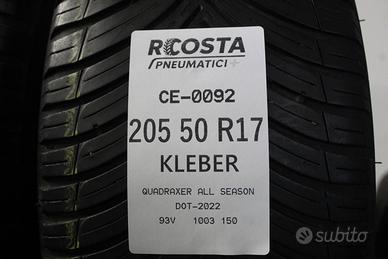 RCOSTA
PNEUMATICI+
CE-0092
205 50 R17
KLEBER
QUADRAXER ALL SEASON
DOT-2022
93V 1003 150
subito